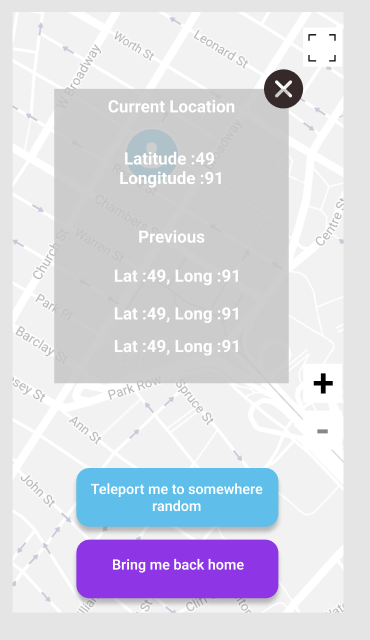 Worth St
Leonard St
W Broadway
Broadway
Current Location
Latitude :49
Longitude :91
Chambers
Centre St
Church St
Warren St
Previous
Lat :49, Long :91
Park Pl
Lat :49, Long :91
Barclay St
Lat :49, Long :91
Park Row
+
Spruce St
-
Ann St
John St
Teleport me to somewhere
random
Bring me back home
Cliff